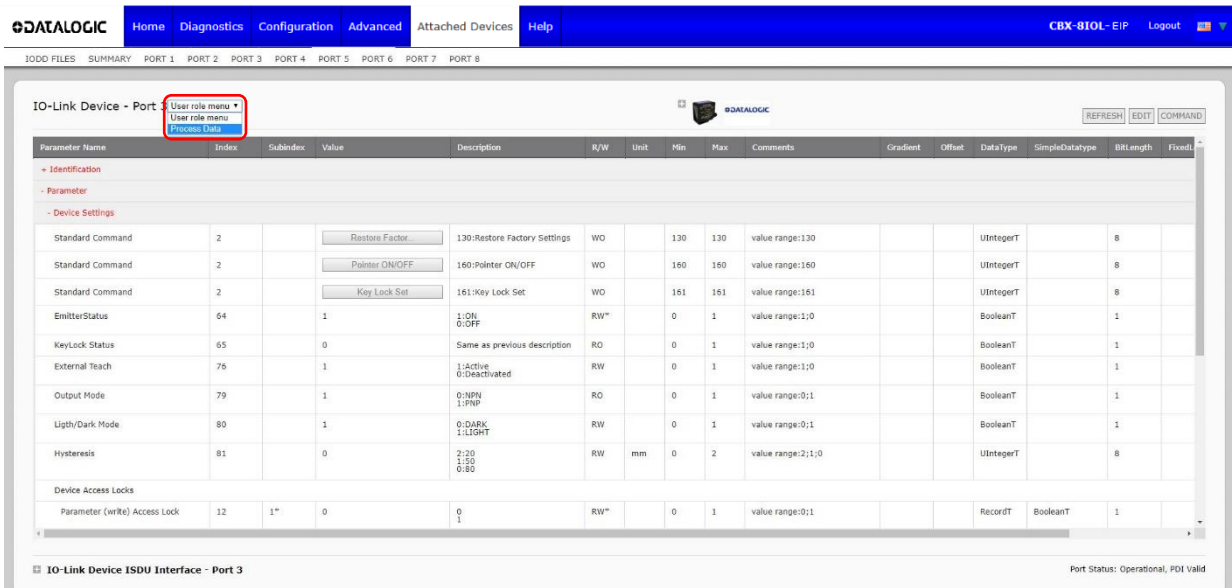 DATALOGIC Home Diagnostics Configuration Advanced Attached Devices Help CBX-8IOL-EIP Logout
IODD FILES SUMMARY PORT 1 PORT 2 PORT 3 PORT 4 PORT 5 PORT 6 PORT 7 PORT 8
IO-Link Device - Port 3 User role menu
User role menu
Process Data
DATALOGIC
REFRESH EDIT COMMAND
Parameter Name Index Subindex Value Description R/W Unit Min Max Comments Gradient Offset DataType SimpleDatatype BitLength FixedL
+ Identification
- Parameter
- Device Settings
Standard Command 2 Restore Factor... 130:Restore Factory Settings WO 130 130 value range:130 UIntegerT 8
Standard Command 2 Pointer ON/OFF 160:Pointer ON/OFF WO 160 160 value range:160 UIntegerT 8
Standard Command 2 Key Lock Set 161:Key Lock Set WO 161 161 value range:161 UIntegerT 8
EmitterStatus 64 1 1:ON RW* 0 1 value range:1;0 BooleanT 1
0:OFF
KeyLock Status 65 0 Same as previous description RO 0 1 value range:1;0 BooleanT 1
External Teach 76 1 1:Active RW 0 1 value range:1;0 BooleanT 1
0:Deactivated
Output Mode 79 1 0:NPN RO 0 1 value range:0;1 BooleanT 1
1:PNP
Ligth/Dark Mode 80 1 0:DARK RW 0 1 value range:0;1 BooleanT 1
1:LIGHT
Hysteresis 81 0 2:20 RW mm 0 2 value range:2;1;0 UIntegerT 8
1:50
0:80
Device Access Locks
Parameter (write) Access Lock 12 1* 0 0 RW* 0 1 value range:0;1 RecordT BooleanT 1
1
IO-Link Device ISDU Interface - Port 3 Port Status: Operational, PDI Valid